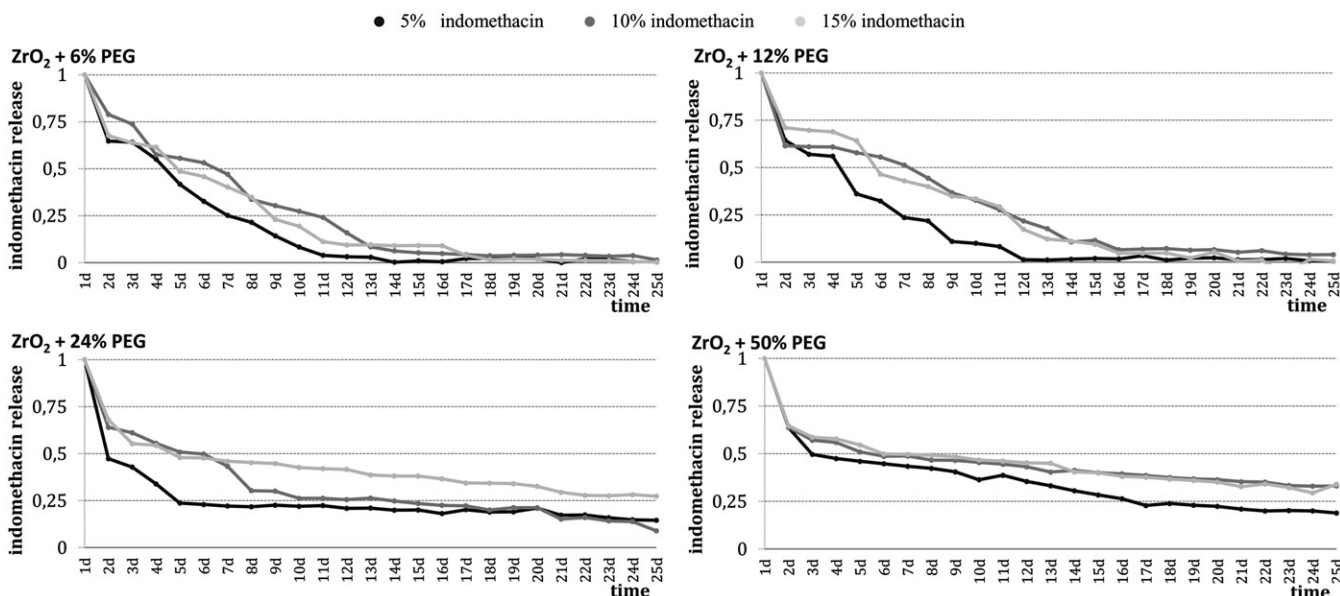 5% indomethacin 10% indomethacin 15% indomethacin
ZrO₂ + 6% PEG
indomethacin release
1
0,75
0,5
0,25
0
1d 2d 3d 4d 5d 6d 7d 8d 9d 10d 11d 12d 13d 14d 15d 16d 17d 18d 19d 20d 21d 22d 23d 24d 25d
time
ZrO₂ + 12% PEG
indomethacin release
1
0,75
0,5
0,25
0
1d 2d 3d 4d 5d 6d 7d 8d 9d 10d 11d 12d 13d 14d 15d 16d 17d 18d 19d 20d 21d 22d 23d 24d 25d
time
ZrO₂ + 24% PEG
indomethacin release
1
0,75
0,5
0,25
0
1d 2d 3d 4d 5d 6d 7d 8d 9d 10d 11d 12d 13d 14d 15d 16d 17d 18d 19d 20d 21d 22d 23d 24d 25d
time
ZrO₂ + 50% PEG
indomethacin release
1
0,75
0,5
0,25
0
1d 2d 3d 4d 5d 6d 7d 8d 9d 10d 11d 12d 13d 14d 15d 16d 17d 18d 19d 20d 21d 22d 23d 24d 25d
time